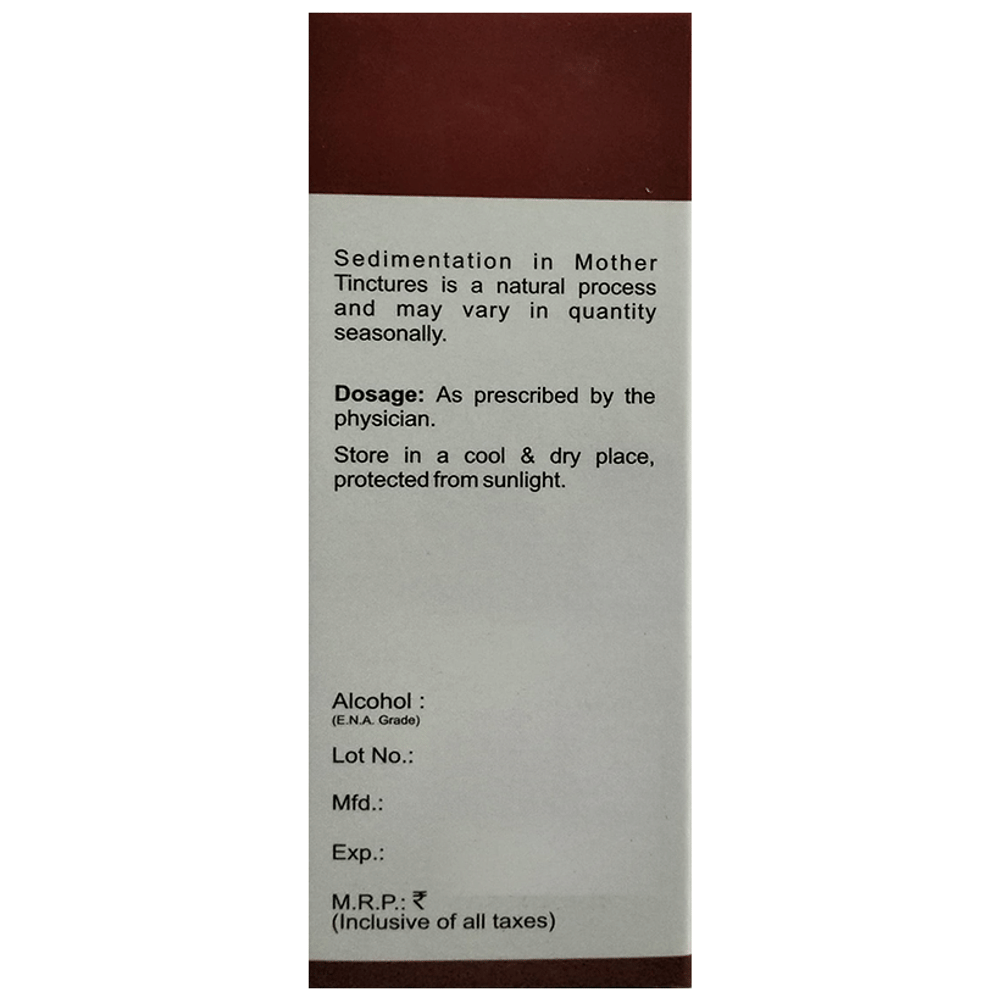 Sedimentation in Mother
Tinctures is a natural process
and may vary in quantity
seasonally.
Dosage: As prescribed by the
physician.
Store in a cool & dry place,
protected from sunlight.
Alcohol :
(E.N.A. Grade)
Lot No.:
Mfd.:
Exp.:
M.R.P.: ₹
(Inclusive of all taxes)